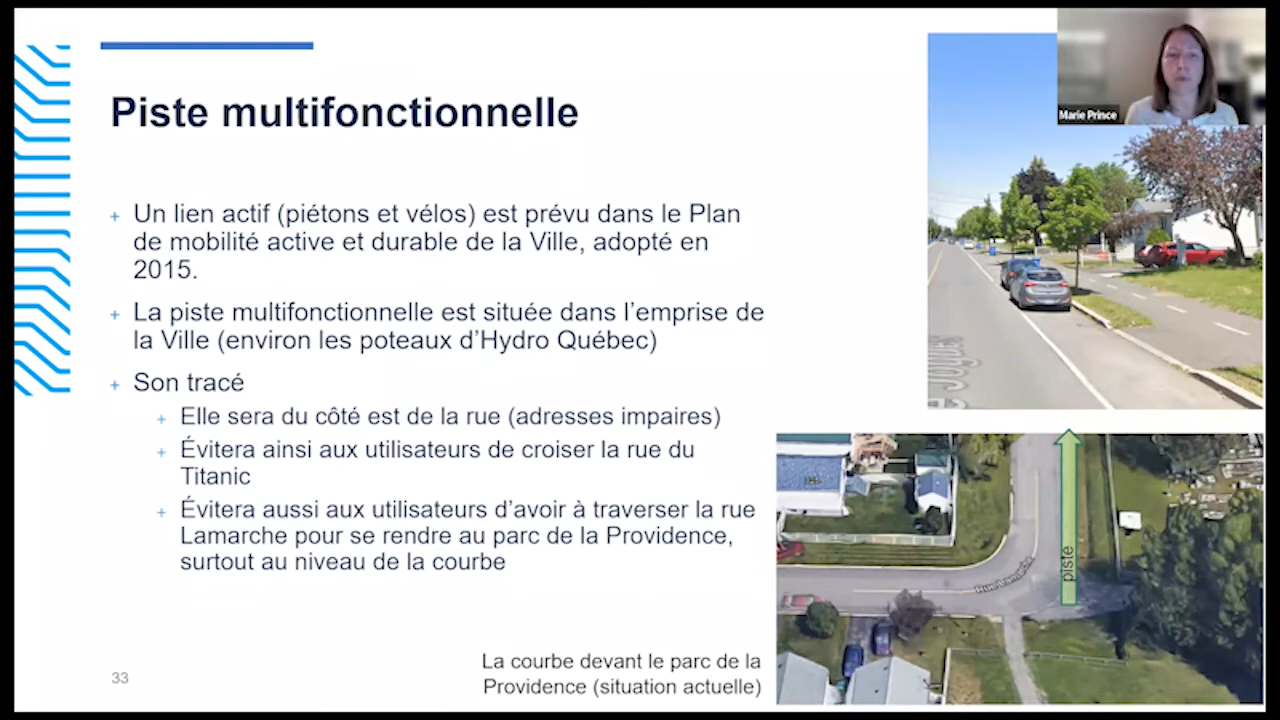 Piste multifonctionnelle
Marie Prince
+ Un lien actif (piétons et vélos) est prévu dans le Plan
de mobilité active et durable de la Ville, adopté en
2015.
+ La piste multifonctionnelle est située dans l'emprise de
la Ville (environ les poteaux d'Hydro Québec)
+ Son tracé
+ Elle sera du côté est de la rue (adresses impaires)
+ Évitera ainsi aux utilisateurs de croiser la rue du
Titanic
+ Évitera aussi aux utilisateurs d'avoir à traverser la rue
Lamarche pour se rendre au parc de la Providence,
surtout au niveau de la courbe
piste
La courbe devant le parc de la
Providence (situation actuelle)
33